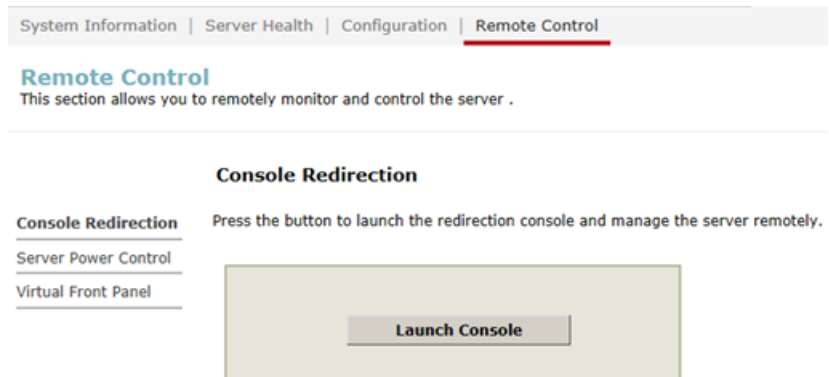 System Information | Server Health | Configuration | Remote Control
Remote Control
This section allows you to remotely monitor and control the server .
Console Redirection
Console Redirection
Server Power Control
Virtual Front Panel
Press the button to launch the redirection console and manage the server remotely.
Launch Console